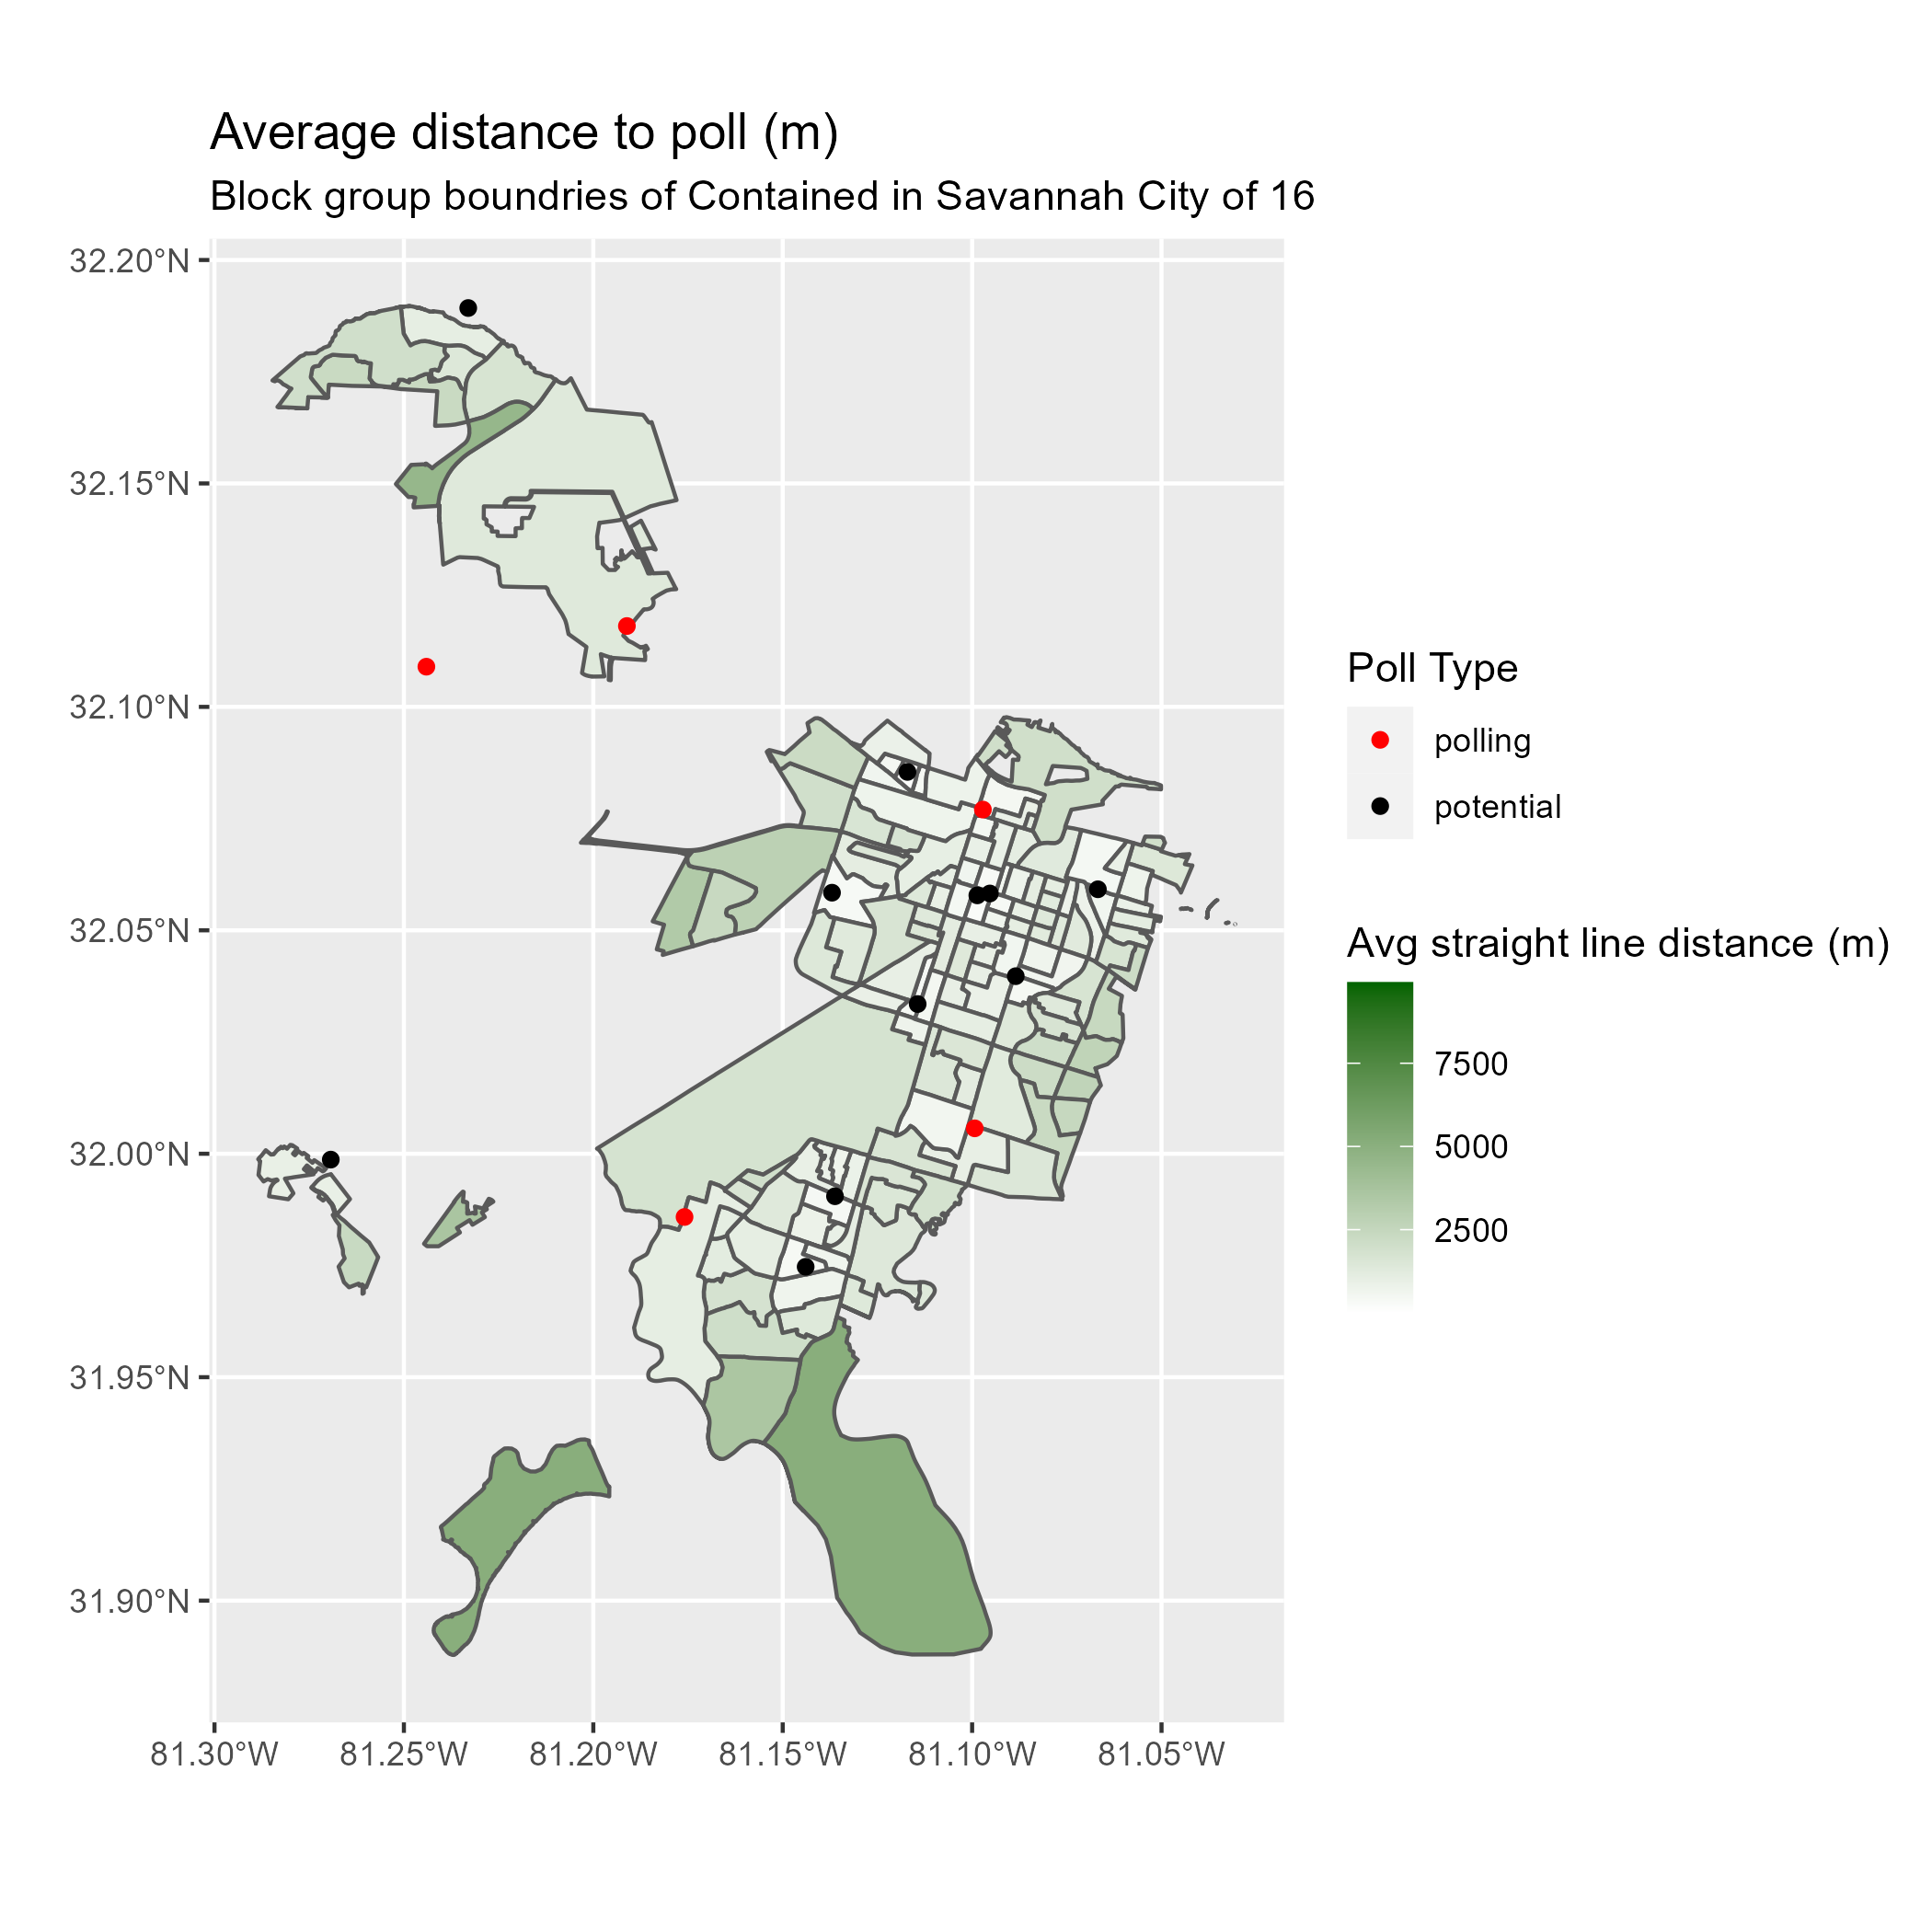 Average distance to poll (m)
Block group boundries of Contained in Savannah City of 16
32.20°N
32.15°N
32.10°N
32.05°N
32.00°N
31.95°N
31.90°N
81.30°W 81.25°W 81.20°W 81.15°W 81.10°W 81.05°W
Poll Type
polling
potential
Avg straight line distance (m)
7500
5000
2500